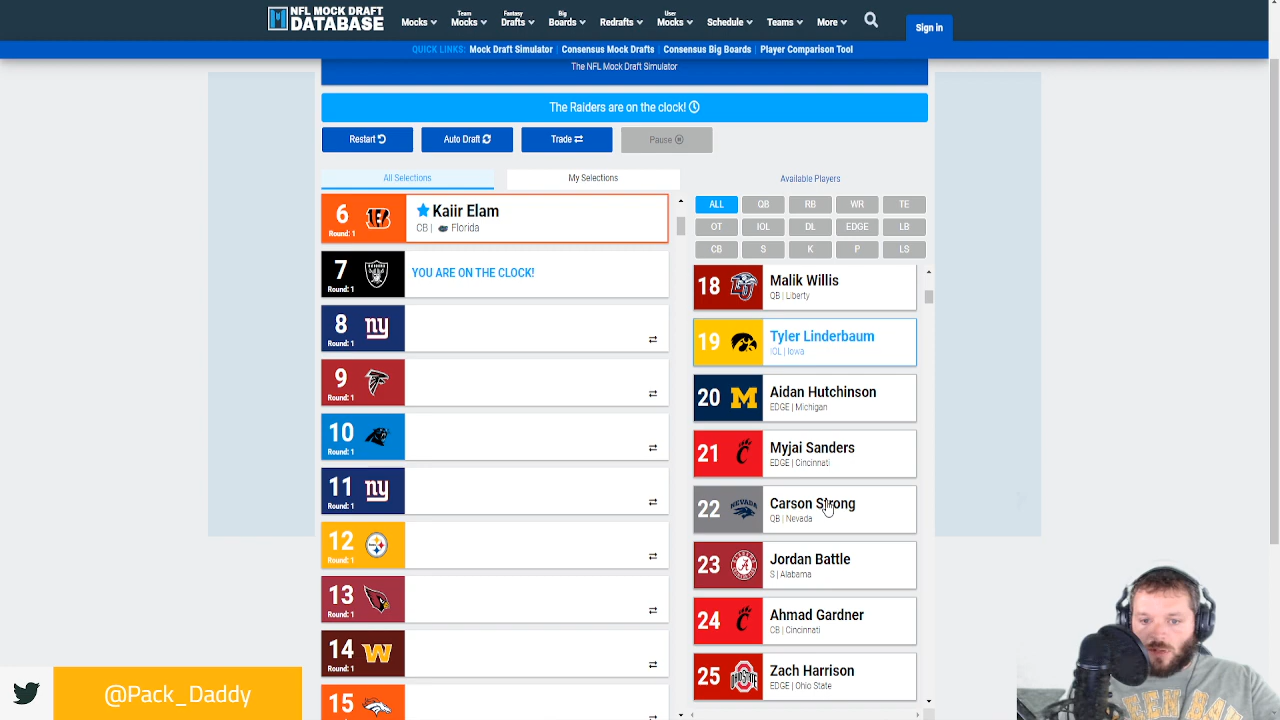 NFL MOCK DRAFT
DATABASE
Mocks
Team
Mocks
Fantasy
Drafts
Big
Boards
Redrafts
User
Mocks
Schedule
Teams
More
Sign in
QUICK LINKS: Mock Draft Simulator Consensus Mock Drafts Consensus Big Boards Player Comparison Tool
The NFL Mock Draft Simulator
The Raiders are on the clock!
Restart
Auto Draft
Trade
Pause
All Selections
My Selections
Available Players
ALL QB RB WR TE
OT IOL DL EDGE LB
CB S K P LS
6
Round: 1
Kaiir Elam
CB | Florida
7
Round: 1
YOU ARE ON THE CLOCK!
8
Round: 1
ny
9
Round: 1
10
Round: 1
11
Round: 1
ny
12
Round: 1
13
Round: 1
14
Round: 1
W
15
18
Malik Willis
QB | Liberty
19
Tyler Linderbaum
IOL | Iowa
20
M
Aidan Hutchinson
EDGE | Michigan
21
C
Myjai Sanders
EDGE | Cincinnati
22
NEVADA
Carson Strong
QB | Nevada
23
Jordan Battle
S | Alabama
24
C
Ahmad Gardner
CB | Cincinnati
25
Zach Harrison
EDGE | Ohio State
@Pack_Daddy